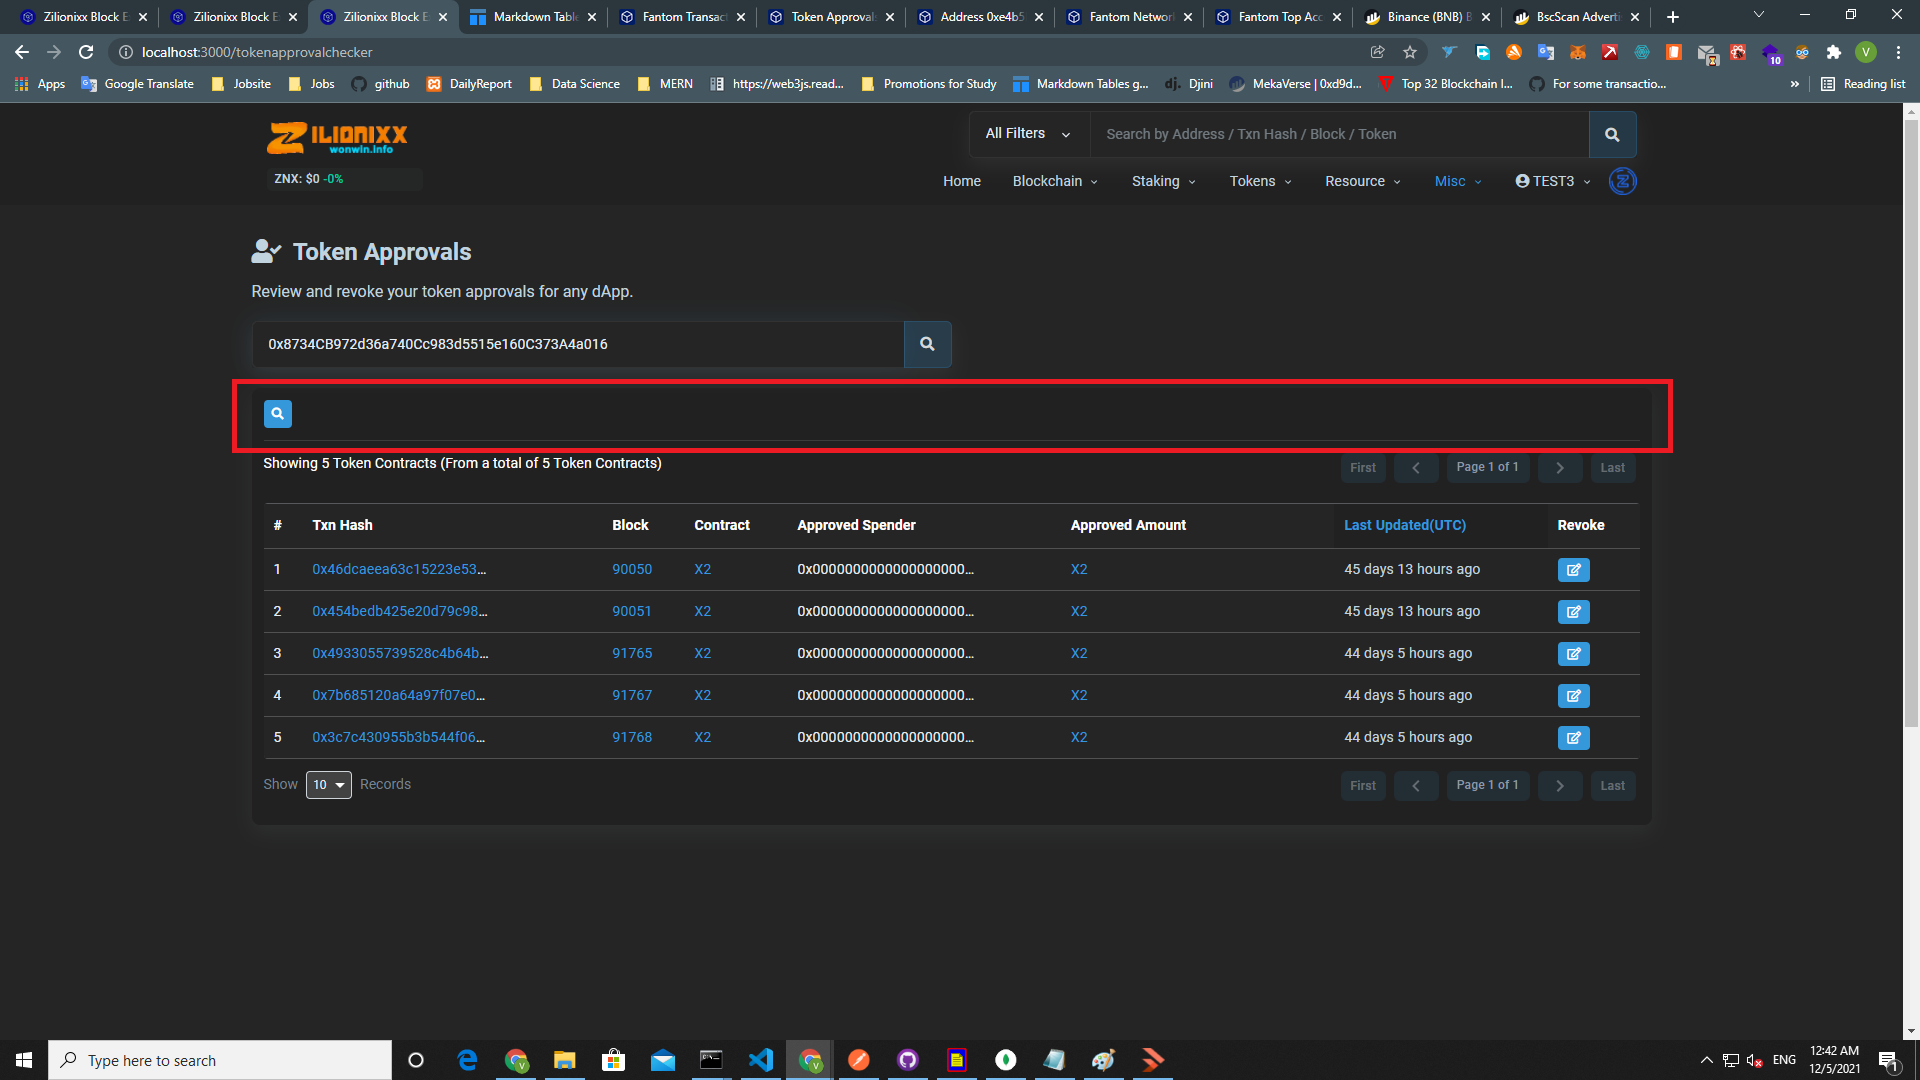 Zilionixx Block E
Zilionixx Block E
Zilionixx Block E
Markdown Table
Fantom Transact
Token Approvals
Address 0xe4b5
Fantom Network
Fantom Top Acc
Binance (BNB) B
BscScan Adverti
localhost:3000/tokenapprovalchecker
10
V
Apps
Google Translate
Jobsite
Jobs
github
DailyReport
Data Science
MERN
https://web3js.read...
Promotions for Study
Markdown Tables g...
dj.
Djini
MekaVerse | 0xd9d...
Top 32 Blockchain I...
For some transactio...
»
Reading list
ZILIONIXX
wonwin.info
All Filters
Search by Address / Txn Hash / Block / Token
ZNX: $0 -0%
Home
Blockchain
Staking
Tokens
Resource
Misc
TEST3
Token Approvals
Review and revoke your token approvals for any dApp.
0x8734CB972d36a740Cc983d5515e160C373A4a016
Showing 5 Token Contracts (From a total of 5 Token Contracts)
First
Page 1 of 1
Last
# Txn Hash Block Contract Approved Spender Approved Amount Last Updated(UTC) Revoke
1 0x46dcaeea63c15223e53... 90050 X2 0x0000000000000000000... X2 45 days 13 hours ago
2 0x454bedb425e20d79c98... 90051 X2 0x0000000000000000000... X2 45 days 13 hours ago
3 0x4933055739528c4b64b... 91765 X2 0x0000000000000000000... X2 44 days 5 hours ago
4 0x7b685120a64a97f07e0... 91767 X2 0x0000000000000000000... X2 44 days 5 hours ago
5 0x3c7c430955b3b544f06... 91768 X2 0x0000000000000000000... X2 44 days 5 hours ago
Show 10 Records
First
Page 1 of 1
Last
Type here to search
ENG
12:42 AM
12/5/2021
1